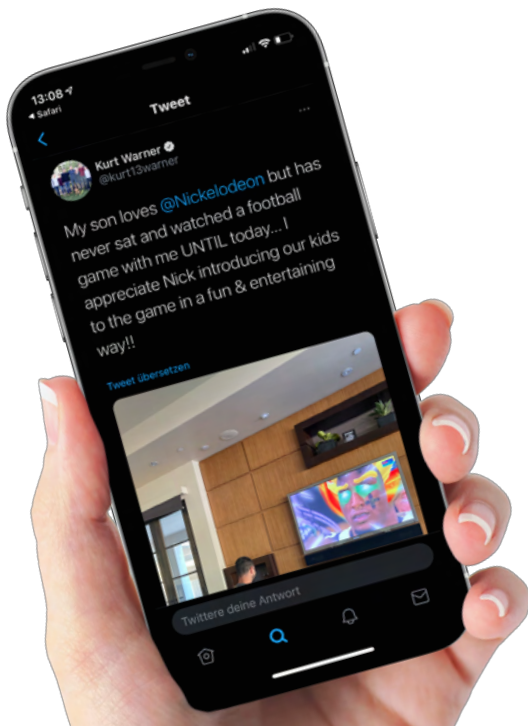 13:08
◀ Safari
Tweet
Kurt Warner
@kurt13warner
My son loves @Nickelodeon but has
never sat and watched a football
game with me UNTIL today... I
appreciate Nick introducing our kids
to the game in a fun & entertaining
way!!
Tweet übersetzen
Twittere deine Antwort